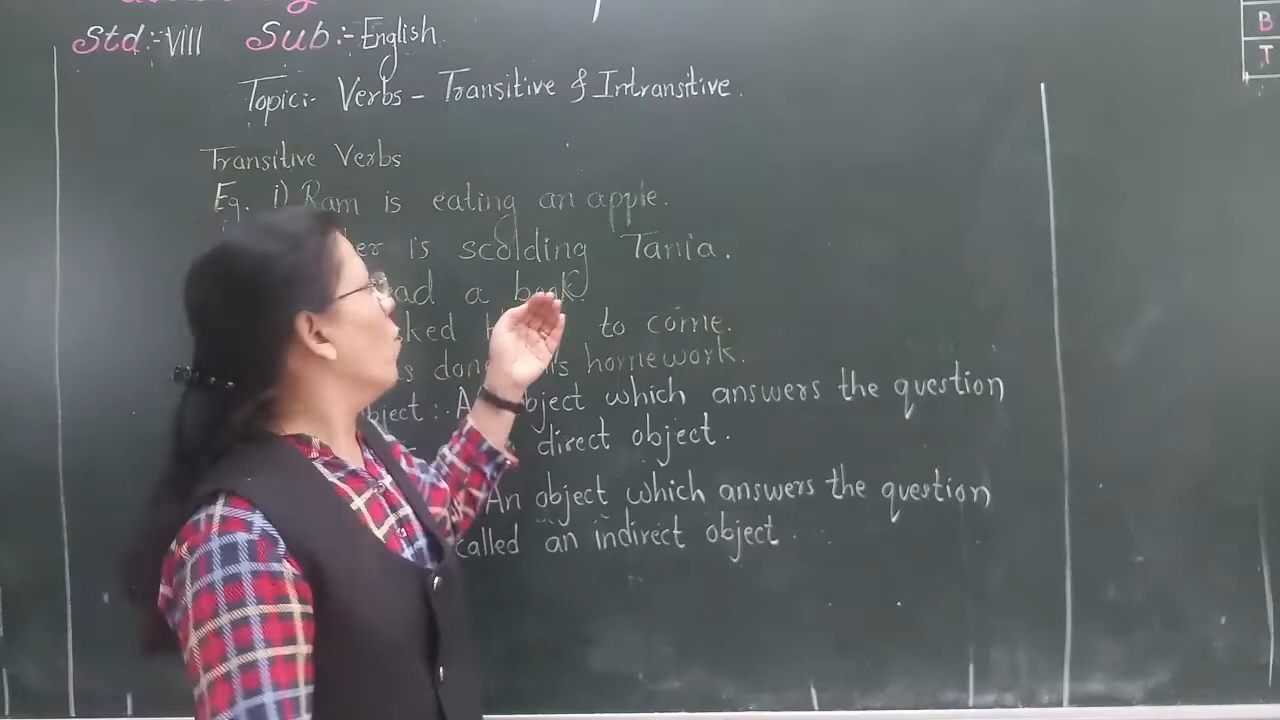 Std:- VIII Sub:- English
Topic:- Verbs - Transitive & Intransitive.
Transitive Verbs
Eg. i) Ram is eating an apple.
is scolding Tania.
a book.
to come.
homework.
object which answers the question
direct object.
An object which answers the question
called an indirect object.
B
T